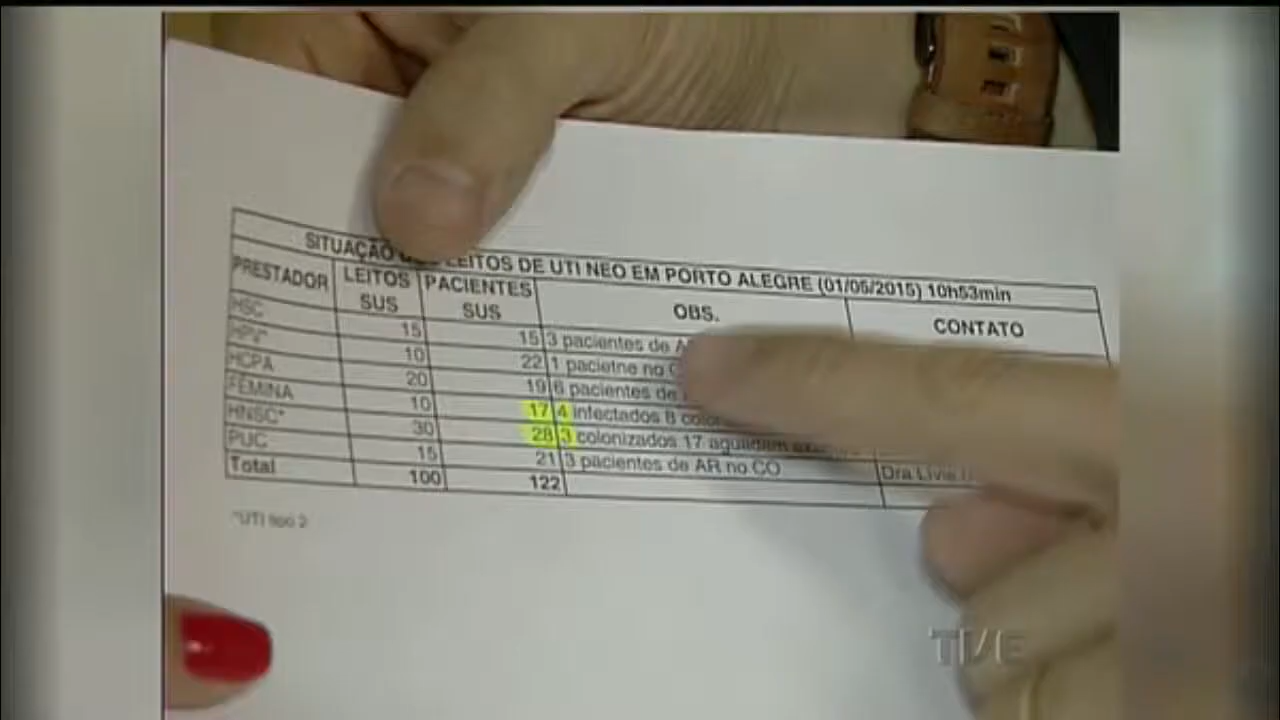 SITUAÇÃO LEITOS DE UTI NEO EM PORTO ALEGRE (01/06/2015) 10h53min
PRESTADOR LEITOS SUS PACIENTES SUS OBS. CONTATO
HSC 15 15 3 pacientes de
HPV* 10 22 1 pacietne no
HCPA 20 19 6 pacientes de
FÊMINA 10 17 4 infectados 8
HNSC* 30 28 3 colonizados 17 aguardam
PUC 15 21 3 pacientes de AR no CO Dra Livia
Total 100 122
*UTI tipo 2
TVE